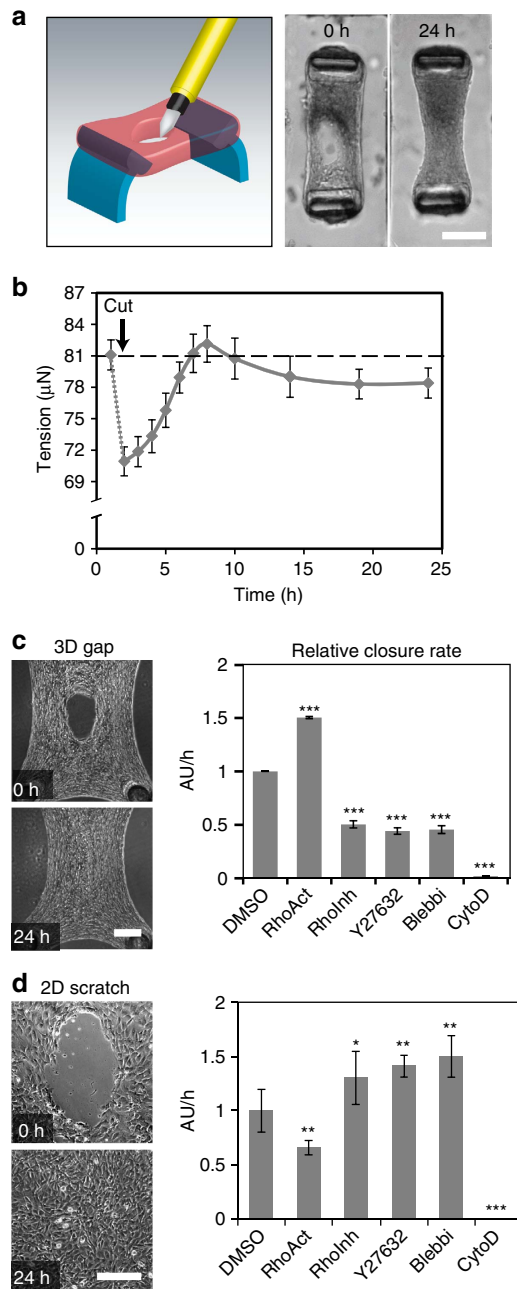 a
0 h
24 h
b
87
84
81
78
75
72
69
0
Cut
Tension (μN)
0 5 10 15 20 25
Time (h)
c
3D gap
0 h
24 h
Relative closure rate
2
1.5
1
0.5
0
AU/h
***
***
***
***
***
DMSO
RhoAct
RhoInh
Y27632
Blebbi
CytoD
d
2D scratch
0 h
24 h
2
1.5
1
0.5
0
AU/h
**
*
**
**
***
DMSO
RhoAct
RhoInh
Y27632
Blebbi
CytoD